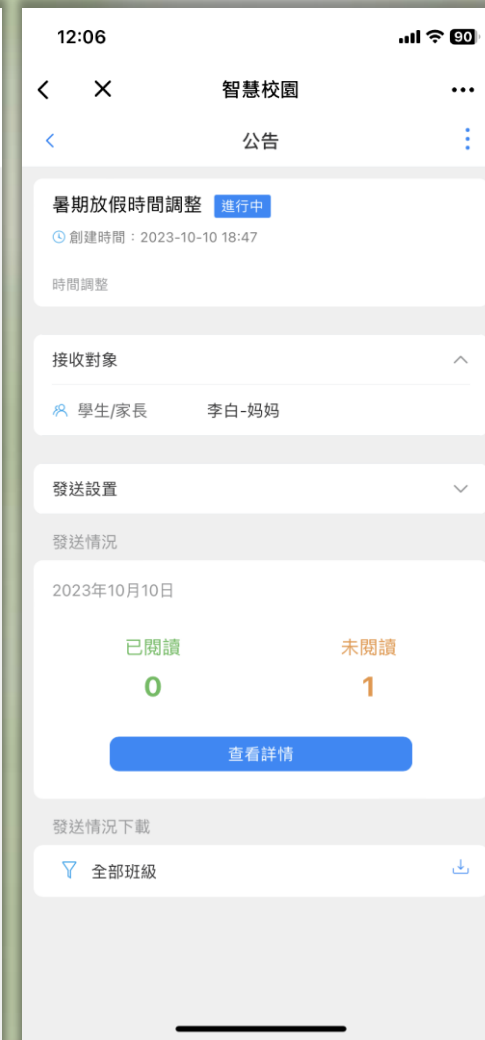 12:06
90
智慧校園
公告
暑期放假時間調整 進行中
創建時間：2023-10-10 18:47
時間調整
接收對象
學生/家長 李白-妈妈
發送設置
發送情況
2023年10月10日
已閱讀 未閱讀
0 1
查看詳情
發送情況下載
全部班級